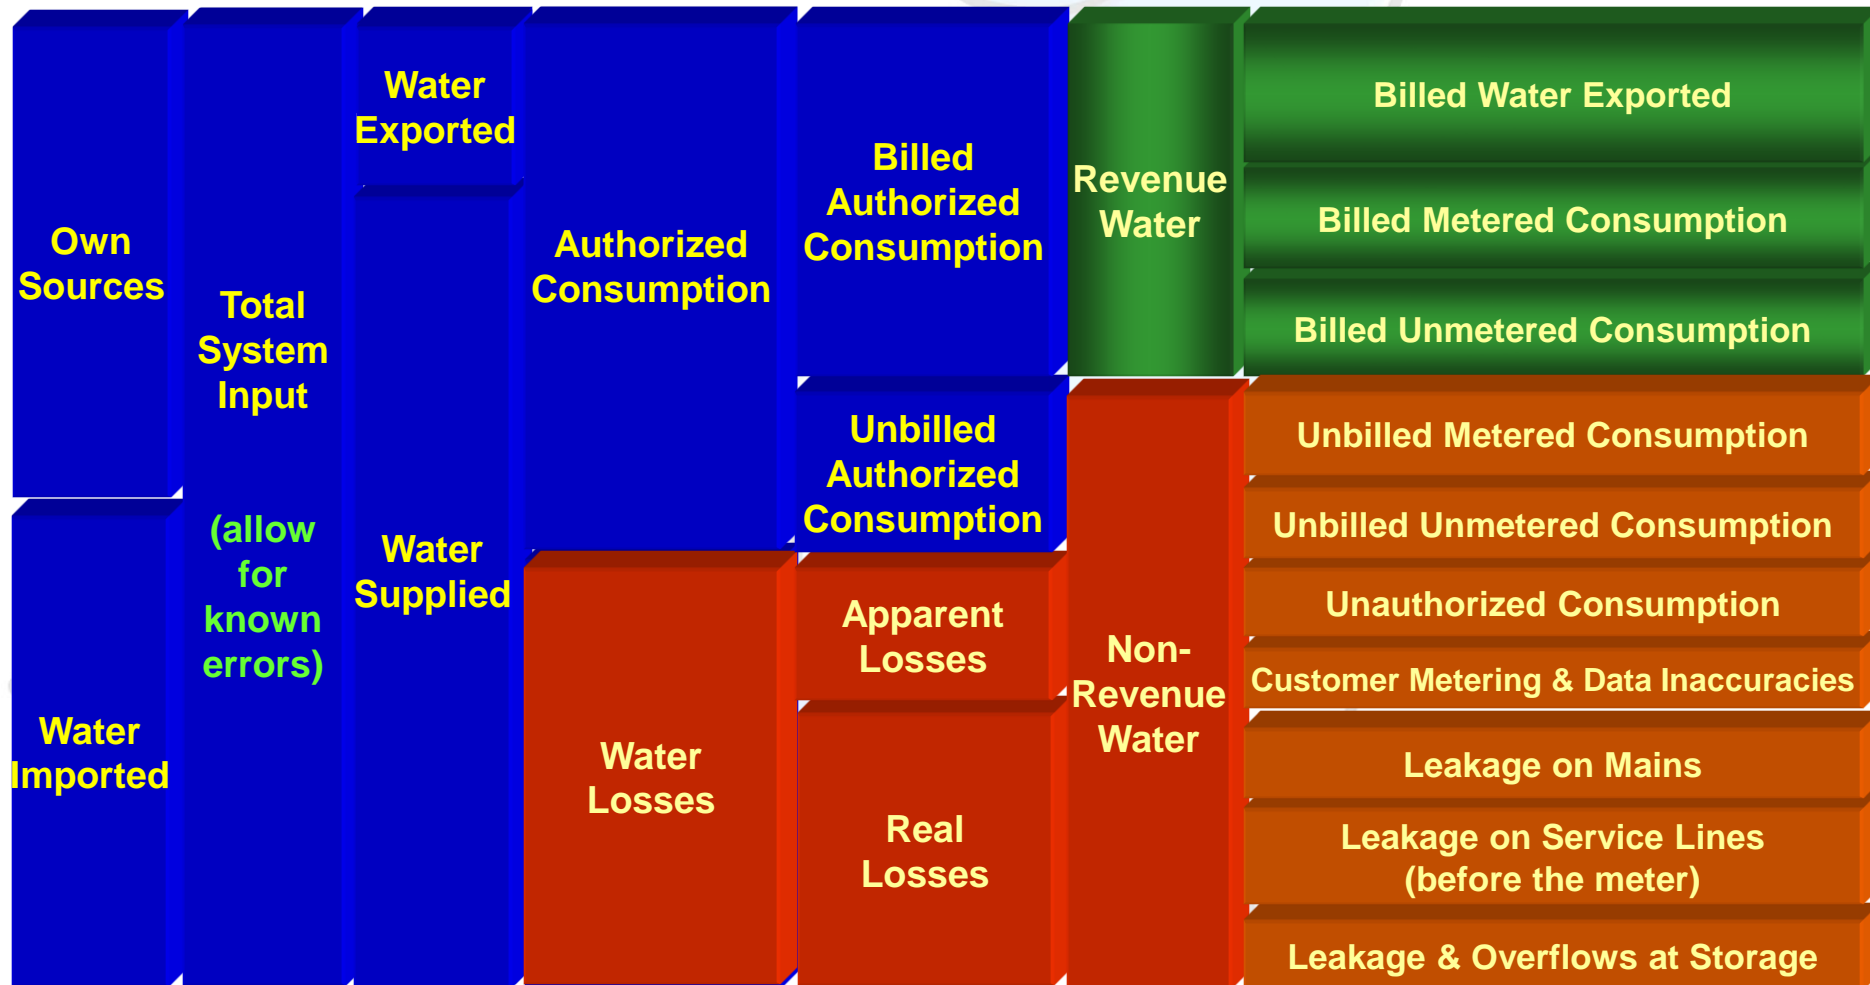 Own
Sources
Water
Imported
Total
System
Input
(allow
for
known
errors)
Water
Exported
Water
Supplied
Authorized
Consumption
Water
Losses
Billed
Authorized
Consumption
Unbilled
Authorized
Consumption
Apparent
Losses
Real
Losses
Revenue
Water
Non-
Revenue
Water
Billed Water Exported
Billed Metered Consumption
Billed Unmetered Consumption
Unbilled Metered Consumption
Unbilled Unmetered Consumption
Unauthorized Consumption
Customer Metering & Data Inaccuracies
Leakage on Mains
Leakage on Service Lines
(before the meter)
Leakage & Overflows at Storage